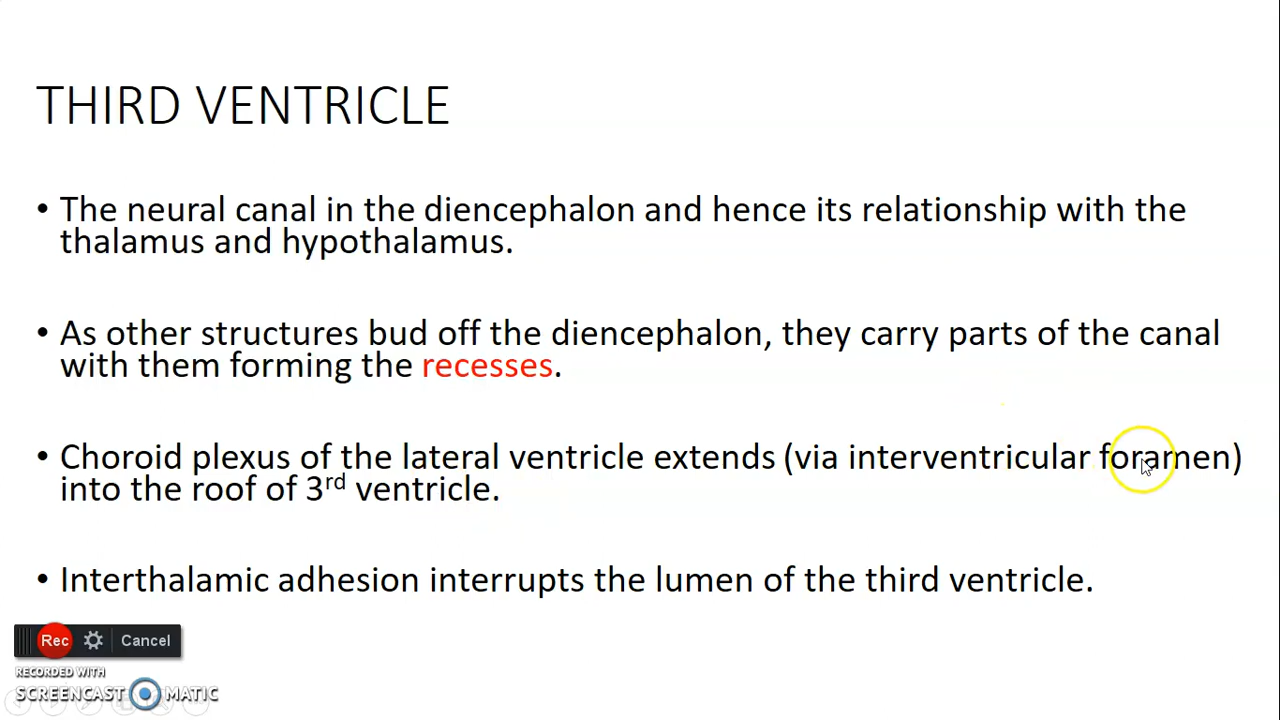 THIRD VENTRICLE
• The neural canal in the diencephalon and hence its relationship with the
thalamus and hypothalamus.
• As other structures bud off the diencephalon, they carry parts of the canal
with them forming the recesses.
• Choroid plexus of the lateral ventricle extends (via interventricular foramen)
into the roof of 3rd ventricle.
• Interthalamic adhesion interrupts the lumen of the third ventricle.
Rec Cancel
RECORDED WITH
SCREENCAST MATIC